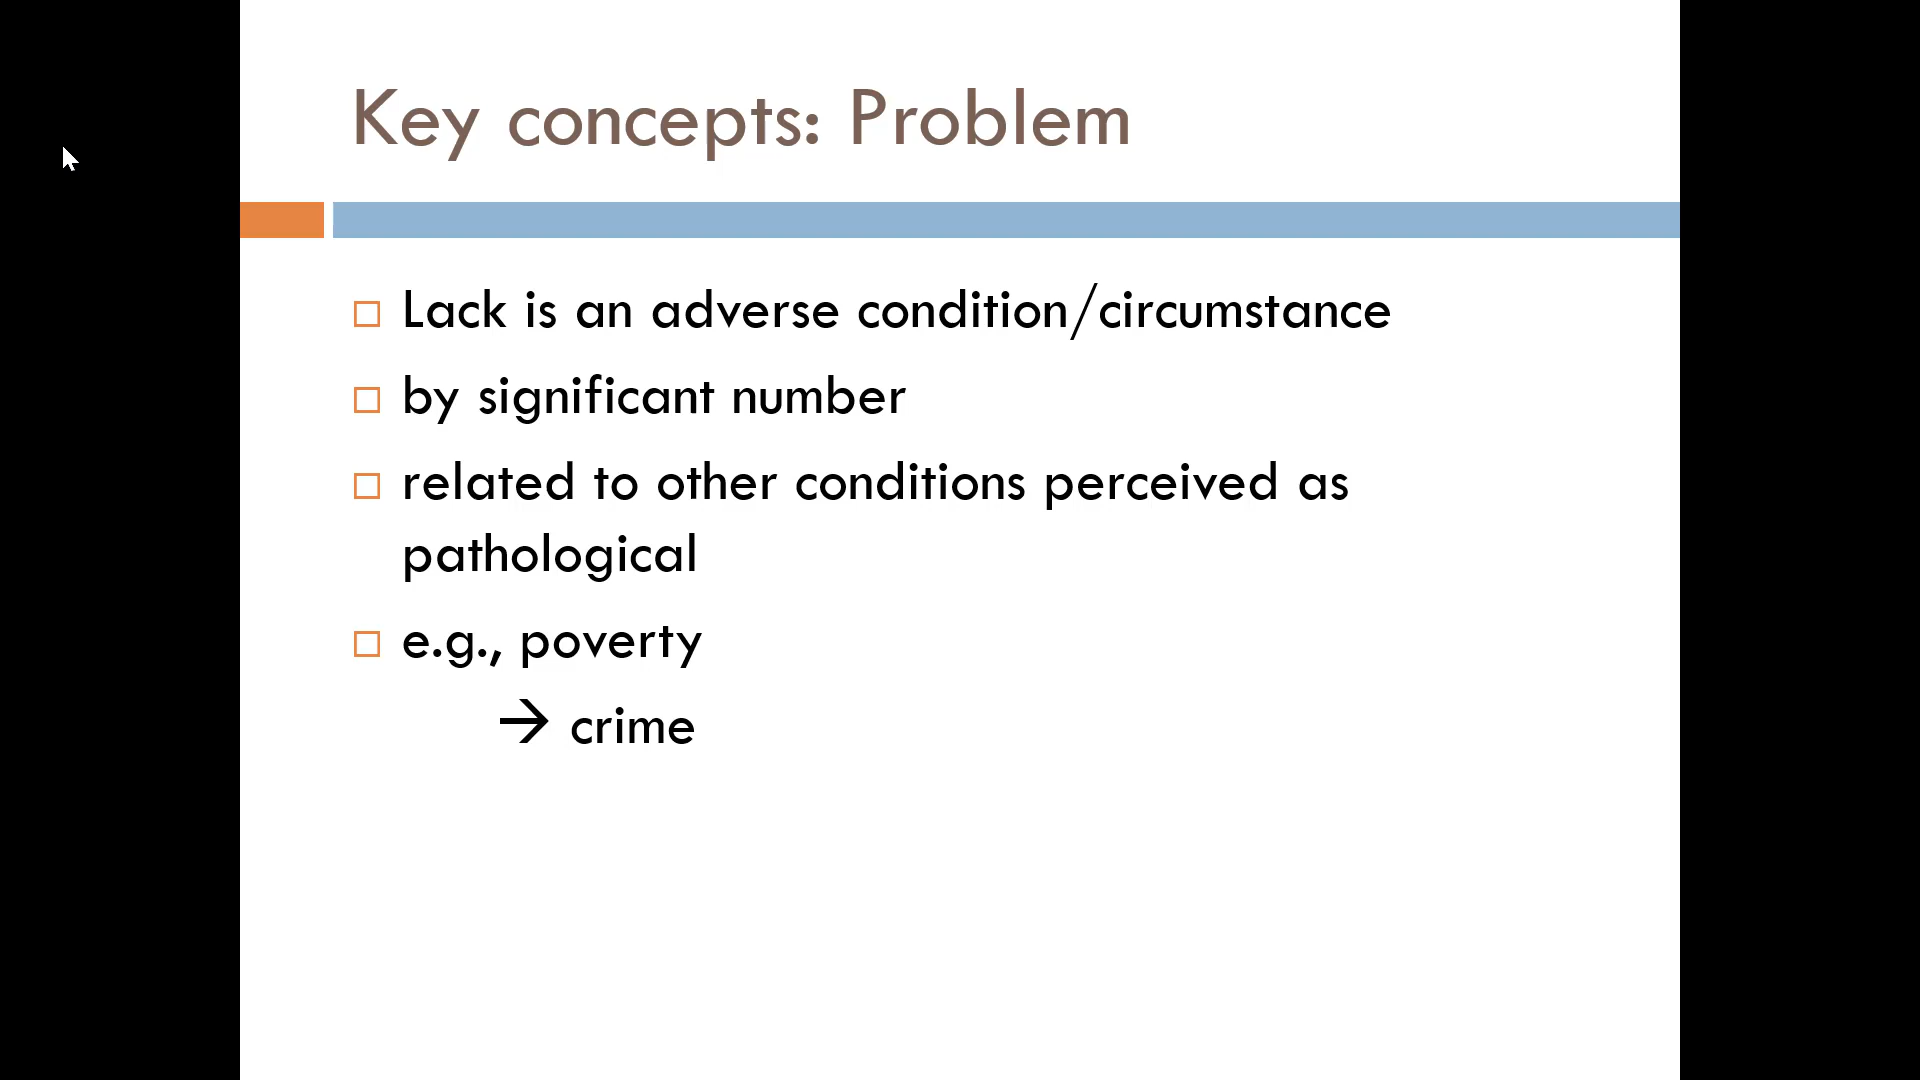 Key concepts: Problem
Lack is an adverse condition/circumstance
by significant number
related to other conditions perceived as
pathological
e.g., poverty
→ crime